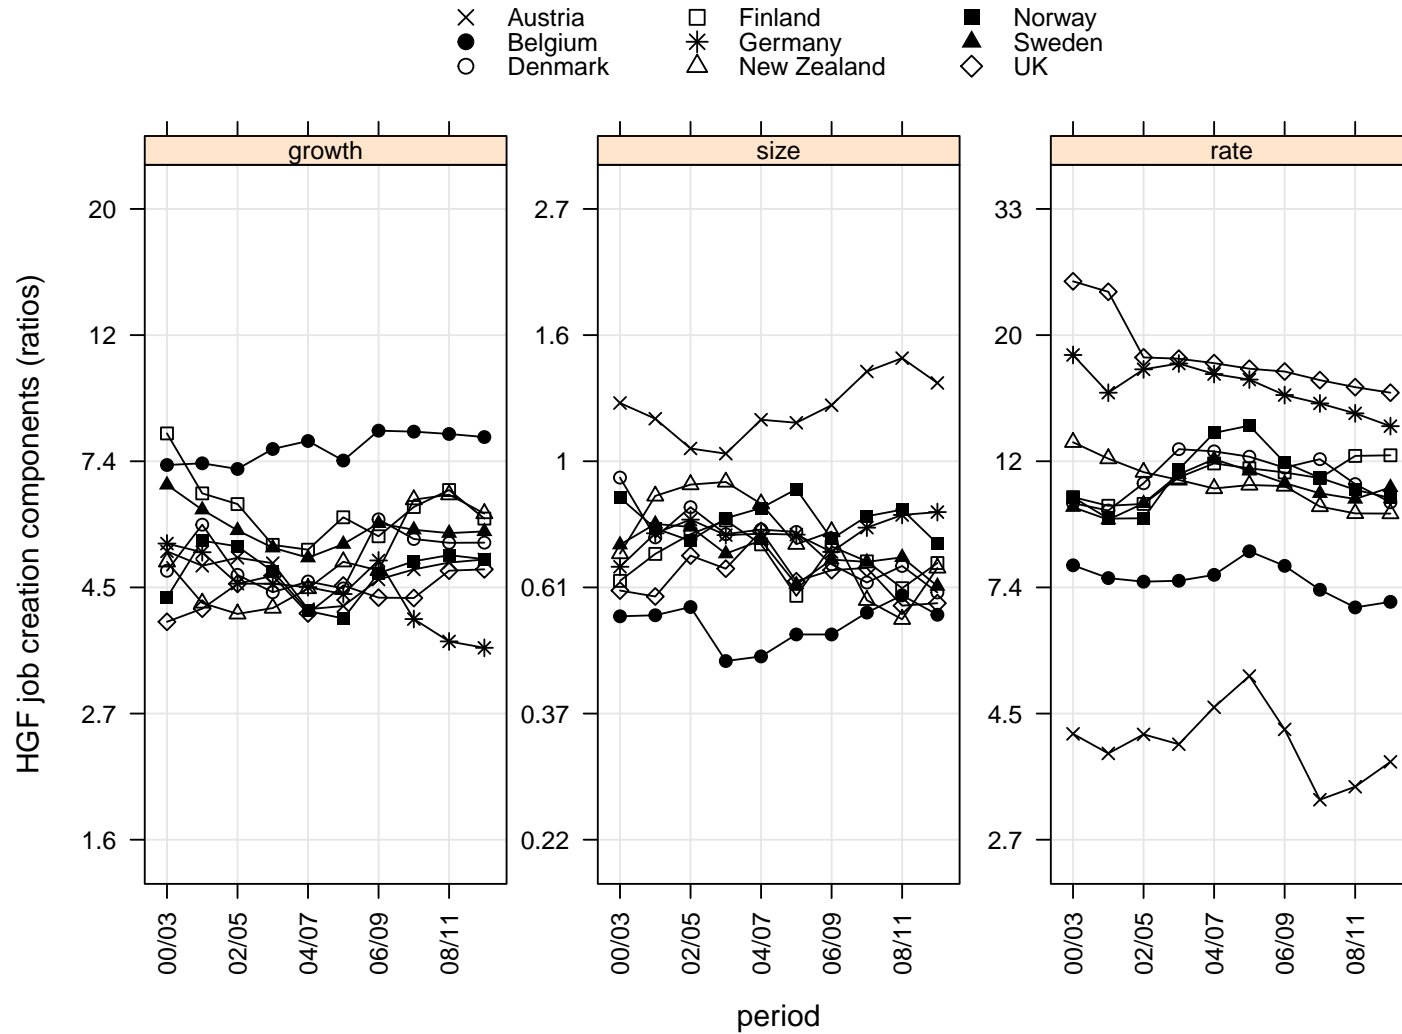 Austria Finland Norway
Belgium Germany Sweden
Denmark New Zealand UK
growth size rate
20 2.7 33
12 1.6 20
7.4 1 12
4.5 0.61 7.4
2.7 0.37 4.5
1.6 0.22 2.7
HGF job creation components (ratios)
00/03 02/05 04/07 06/09 08/11 00/03 02/05 04/07 06/09 08/11 00/03 02/05 04/07 06/09 08/11
period